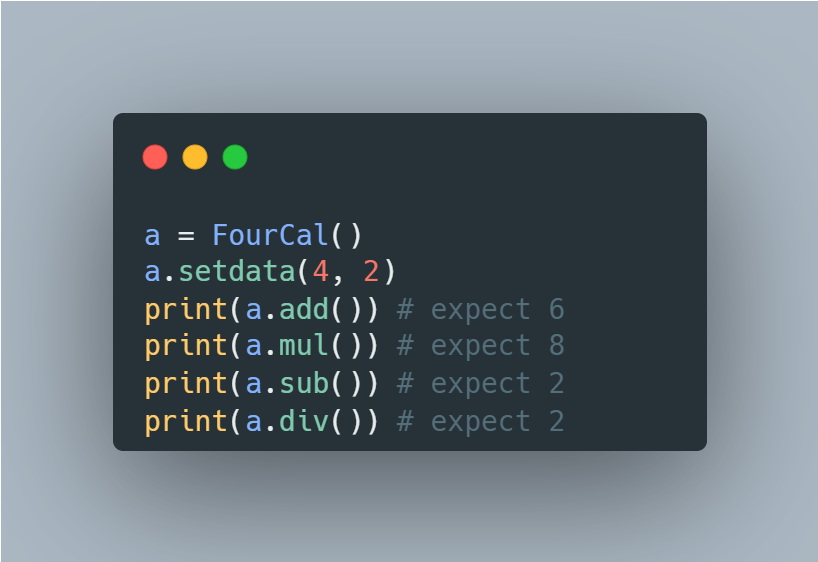 a = FourCal()
a.setdata(4, 2)
print(a.add()) # expect 6
print(a.mul()) # expect 8
print(a.sub()) # expect 2
print(a.div()) # expect 2